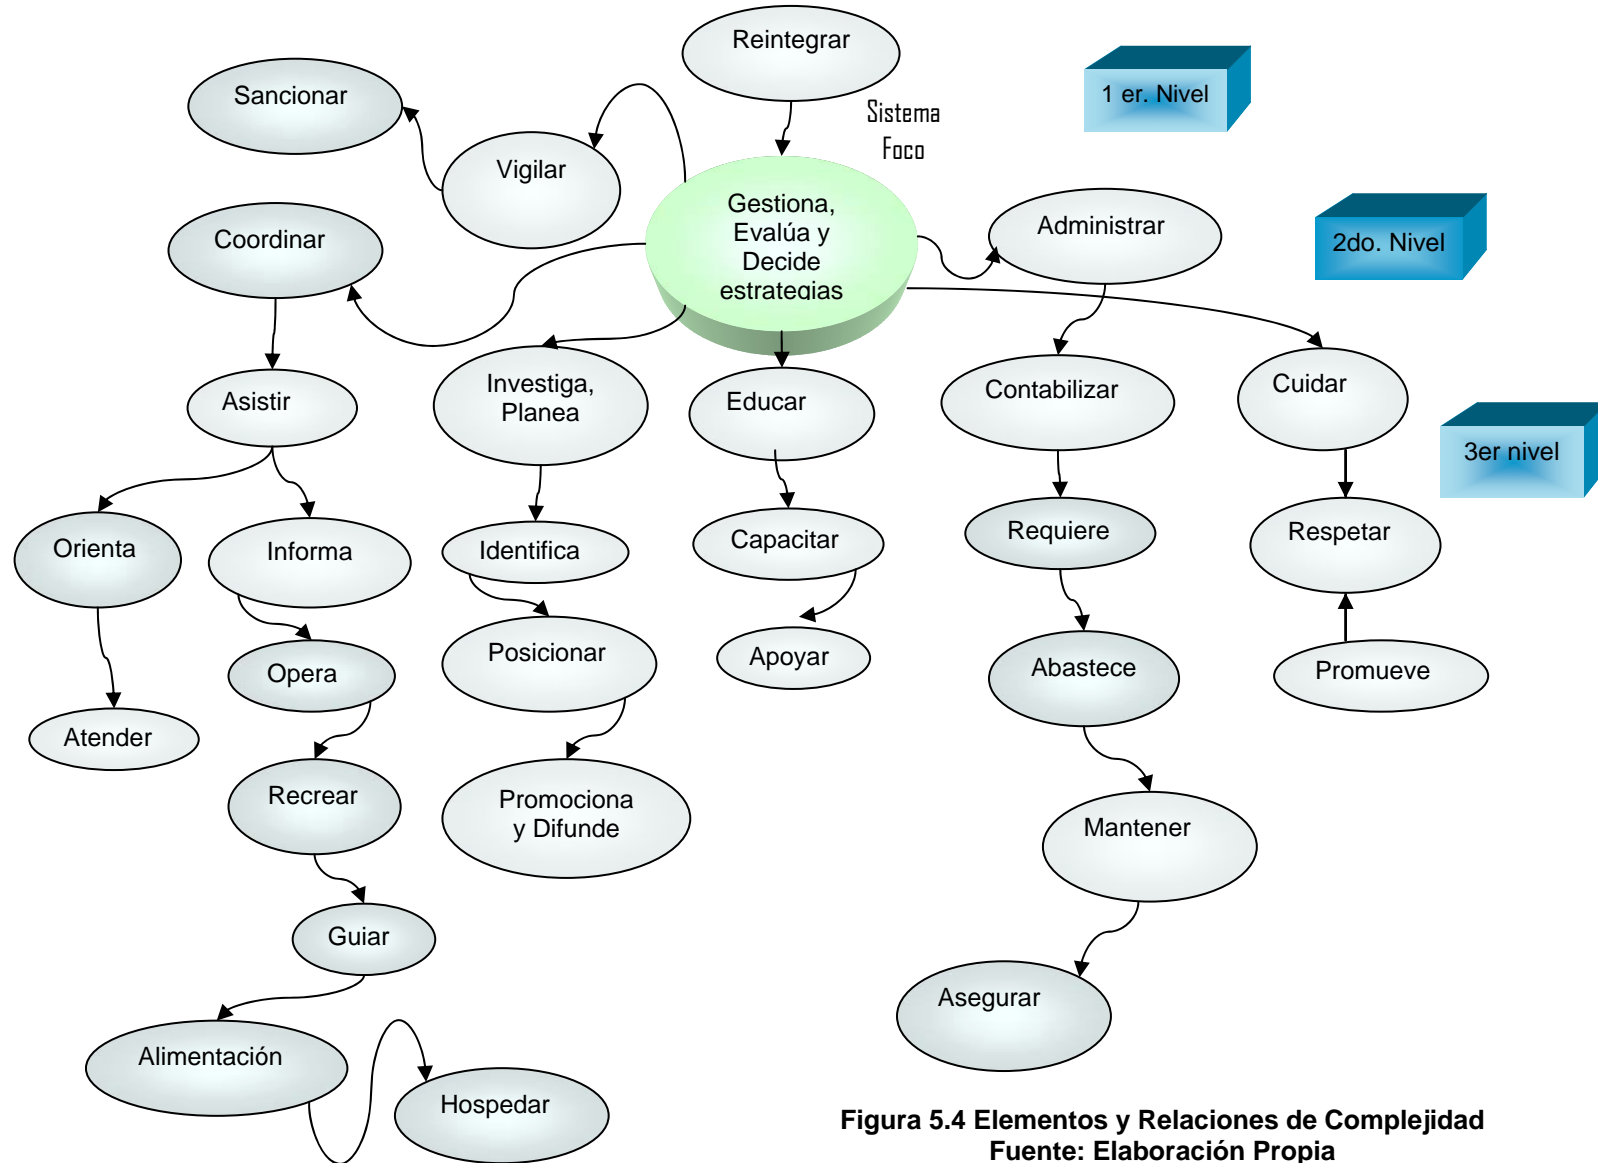 Reintegrar
Sancionar
1 er. Nivel
Sistema
Foco
Vigilar
Gestiona,
Evalúa y
Decide
estrategias
Administrar
Coordinar
2do. Nivel
Asistir
Investiga,
Planea
Educar
Contabilizar
Cuidar
3er nivel
Orienta
Informa
Identifica
Capacitar
Requiere
Respetar
Opera
Posicionar
Apoyar
Abastece
Promueve
Atender
Recrear
Promociona
y Difunde
Mantener
Guiar
Asegurar
Alimentación
Hospedar
Figura 5.4 Elementos y Relaciones de Complejidad
Fuente: Elaboración Propia